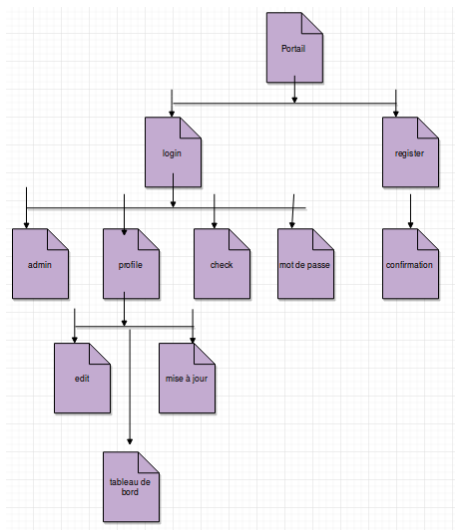 Portail
login
register
admin
profile
check
mot de passe
confirmation
edit
mise à jour
tableau de
bord